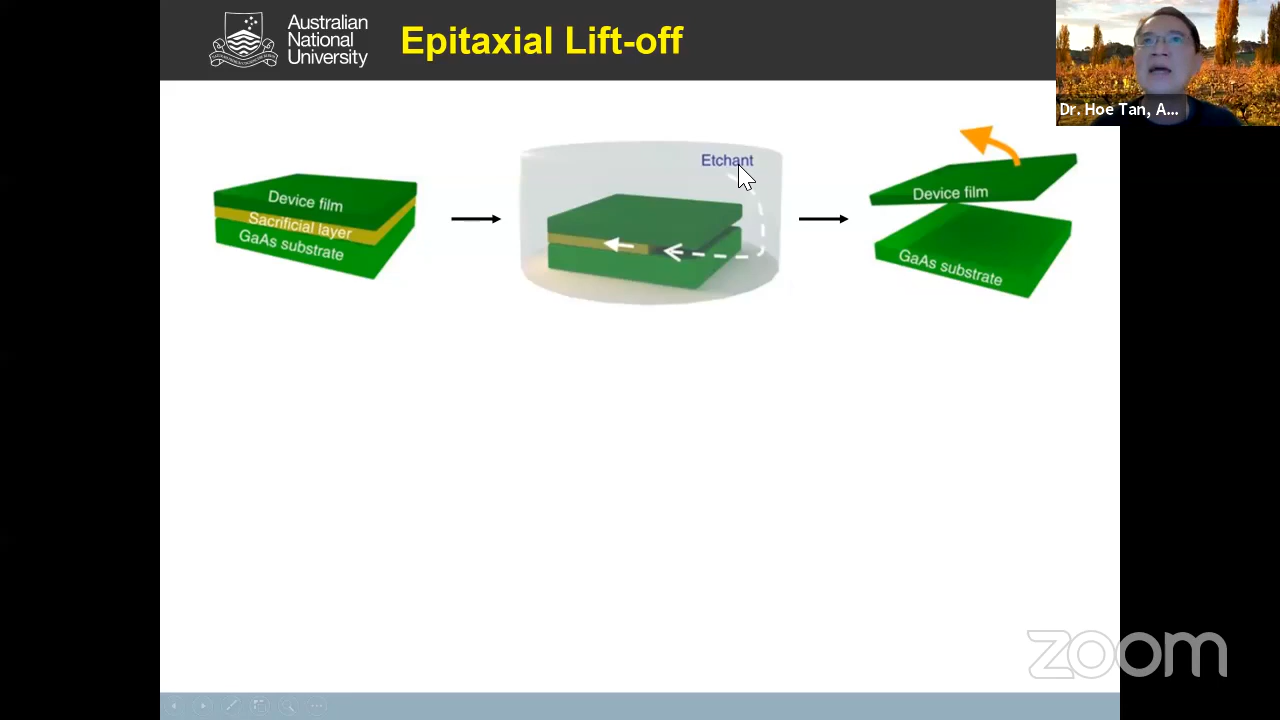 Australian
National
University
Epitaxial Lift-off
Dr. Hoe Tan, A...
Device film
Sacrificial layer
GaAs substrate
Etchant
Device film
GaAs substrate
zoom